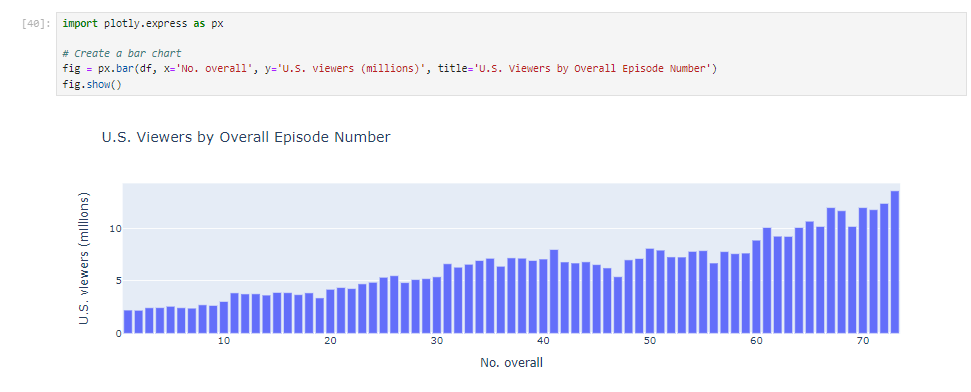 [40]: import plotly.express as px
# Create a bar chart
fig = px.bar(df, x='No. overall', y='U.S. viewers (millions)', title='U.S. Viewers by Overall Episode Number')
fig.show()
U.S. Viewers by Overall Episode Number
U.S. viewers (millions)
10
5
0
10 20 30 40 50 60 70
No. overall